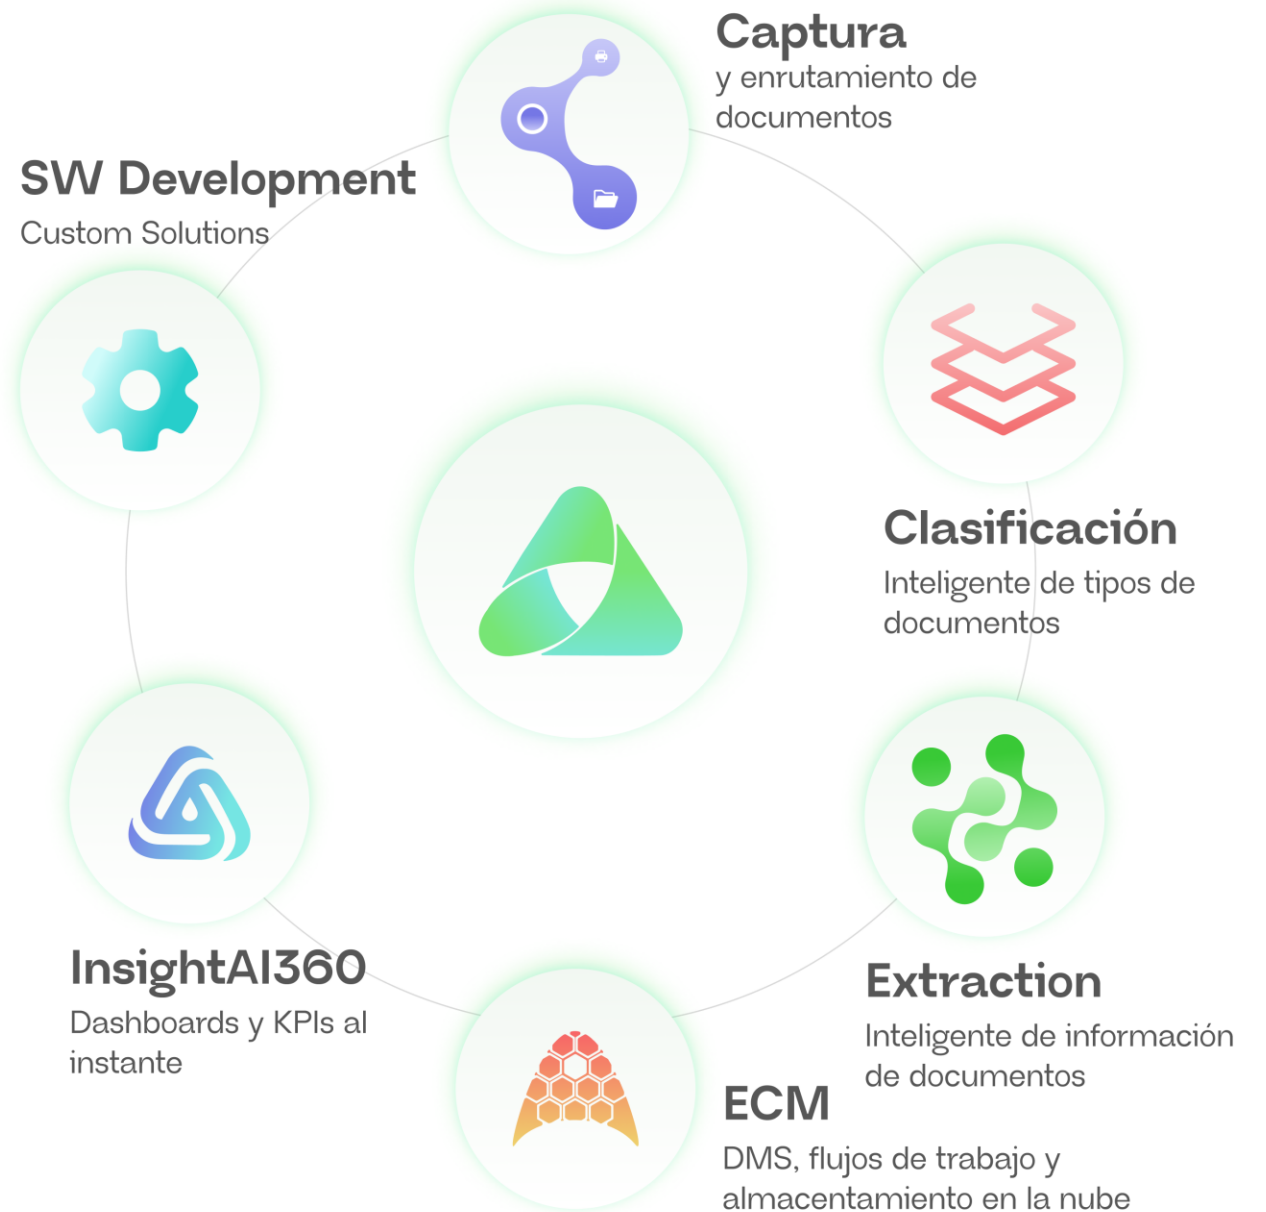 Captura
y enrutamiento de
documentos
SW Development
Custom Solutions
Clasificación
Inteligente de tipos de
documentos
InsightAI360
Dashboards y KPIs al
instante
Extraction
Inteligente de información
de documentos
ECM
DMS, flujos de trabajo y
almacentamiento en la nube